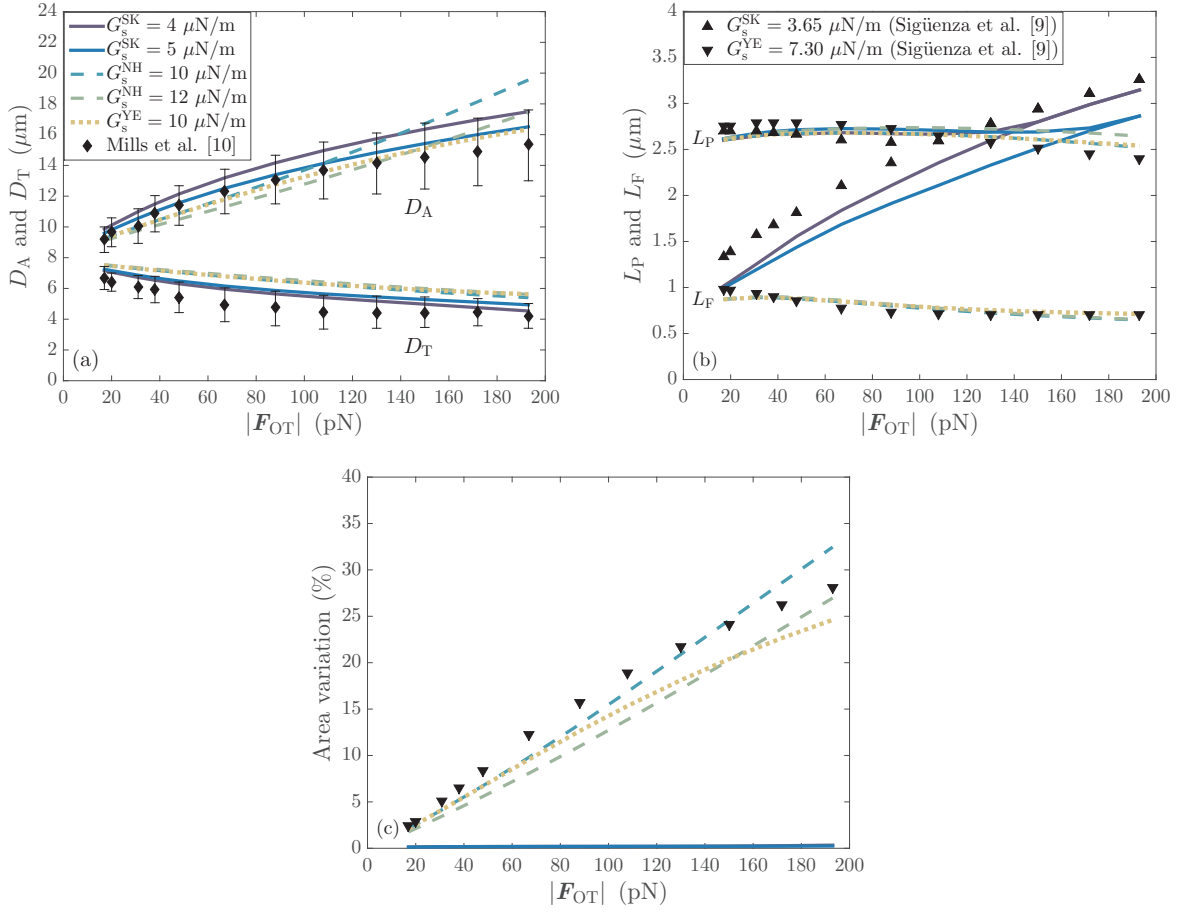 24
22
20
18
16
14
12
10
8
6
4
2
0
D_A and D_T (μm)
G_s^SK = 4 μN/m
G_s^SK = 5 μN/m
G_s^NH = 10 μN/m
G_s^NH = 12 μN/m
G_s^YE = 10 μN/m
Mills et al. [10]
D_A
D_T
(a)
0 20 40 60 80 100 120 140 160 180 200
|F_OT| (pN)
4
3.5
3
2.5
2
1.5
1
0.5
0
L_P and L_F (μm)
G_s^SK = 3.65 μN/m (Sigüenza et al. [9])
G_s^YE = 7.30 μN/m (Sigüenza et al. [9])
L_P
L_F
(b)
0 20 40 60 80 100 120 140 160 180 200
|F_OT| (pN)
40
35
30
25
20
15
10
5
0
Area variation (%)
(c)
0 20 40 60 80 100 120 140 160 180 200
|F_OT| (pN)